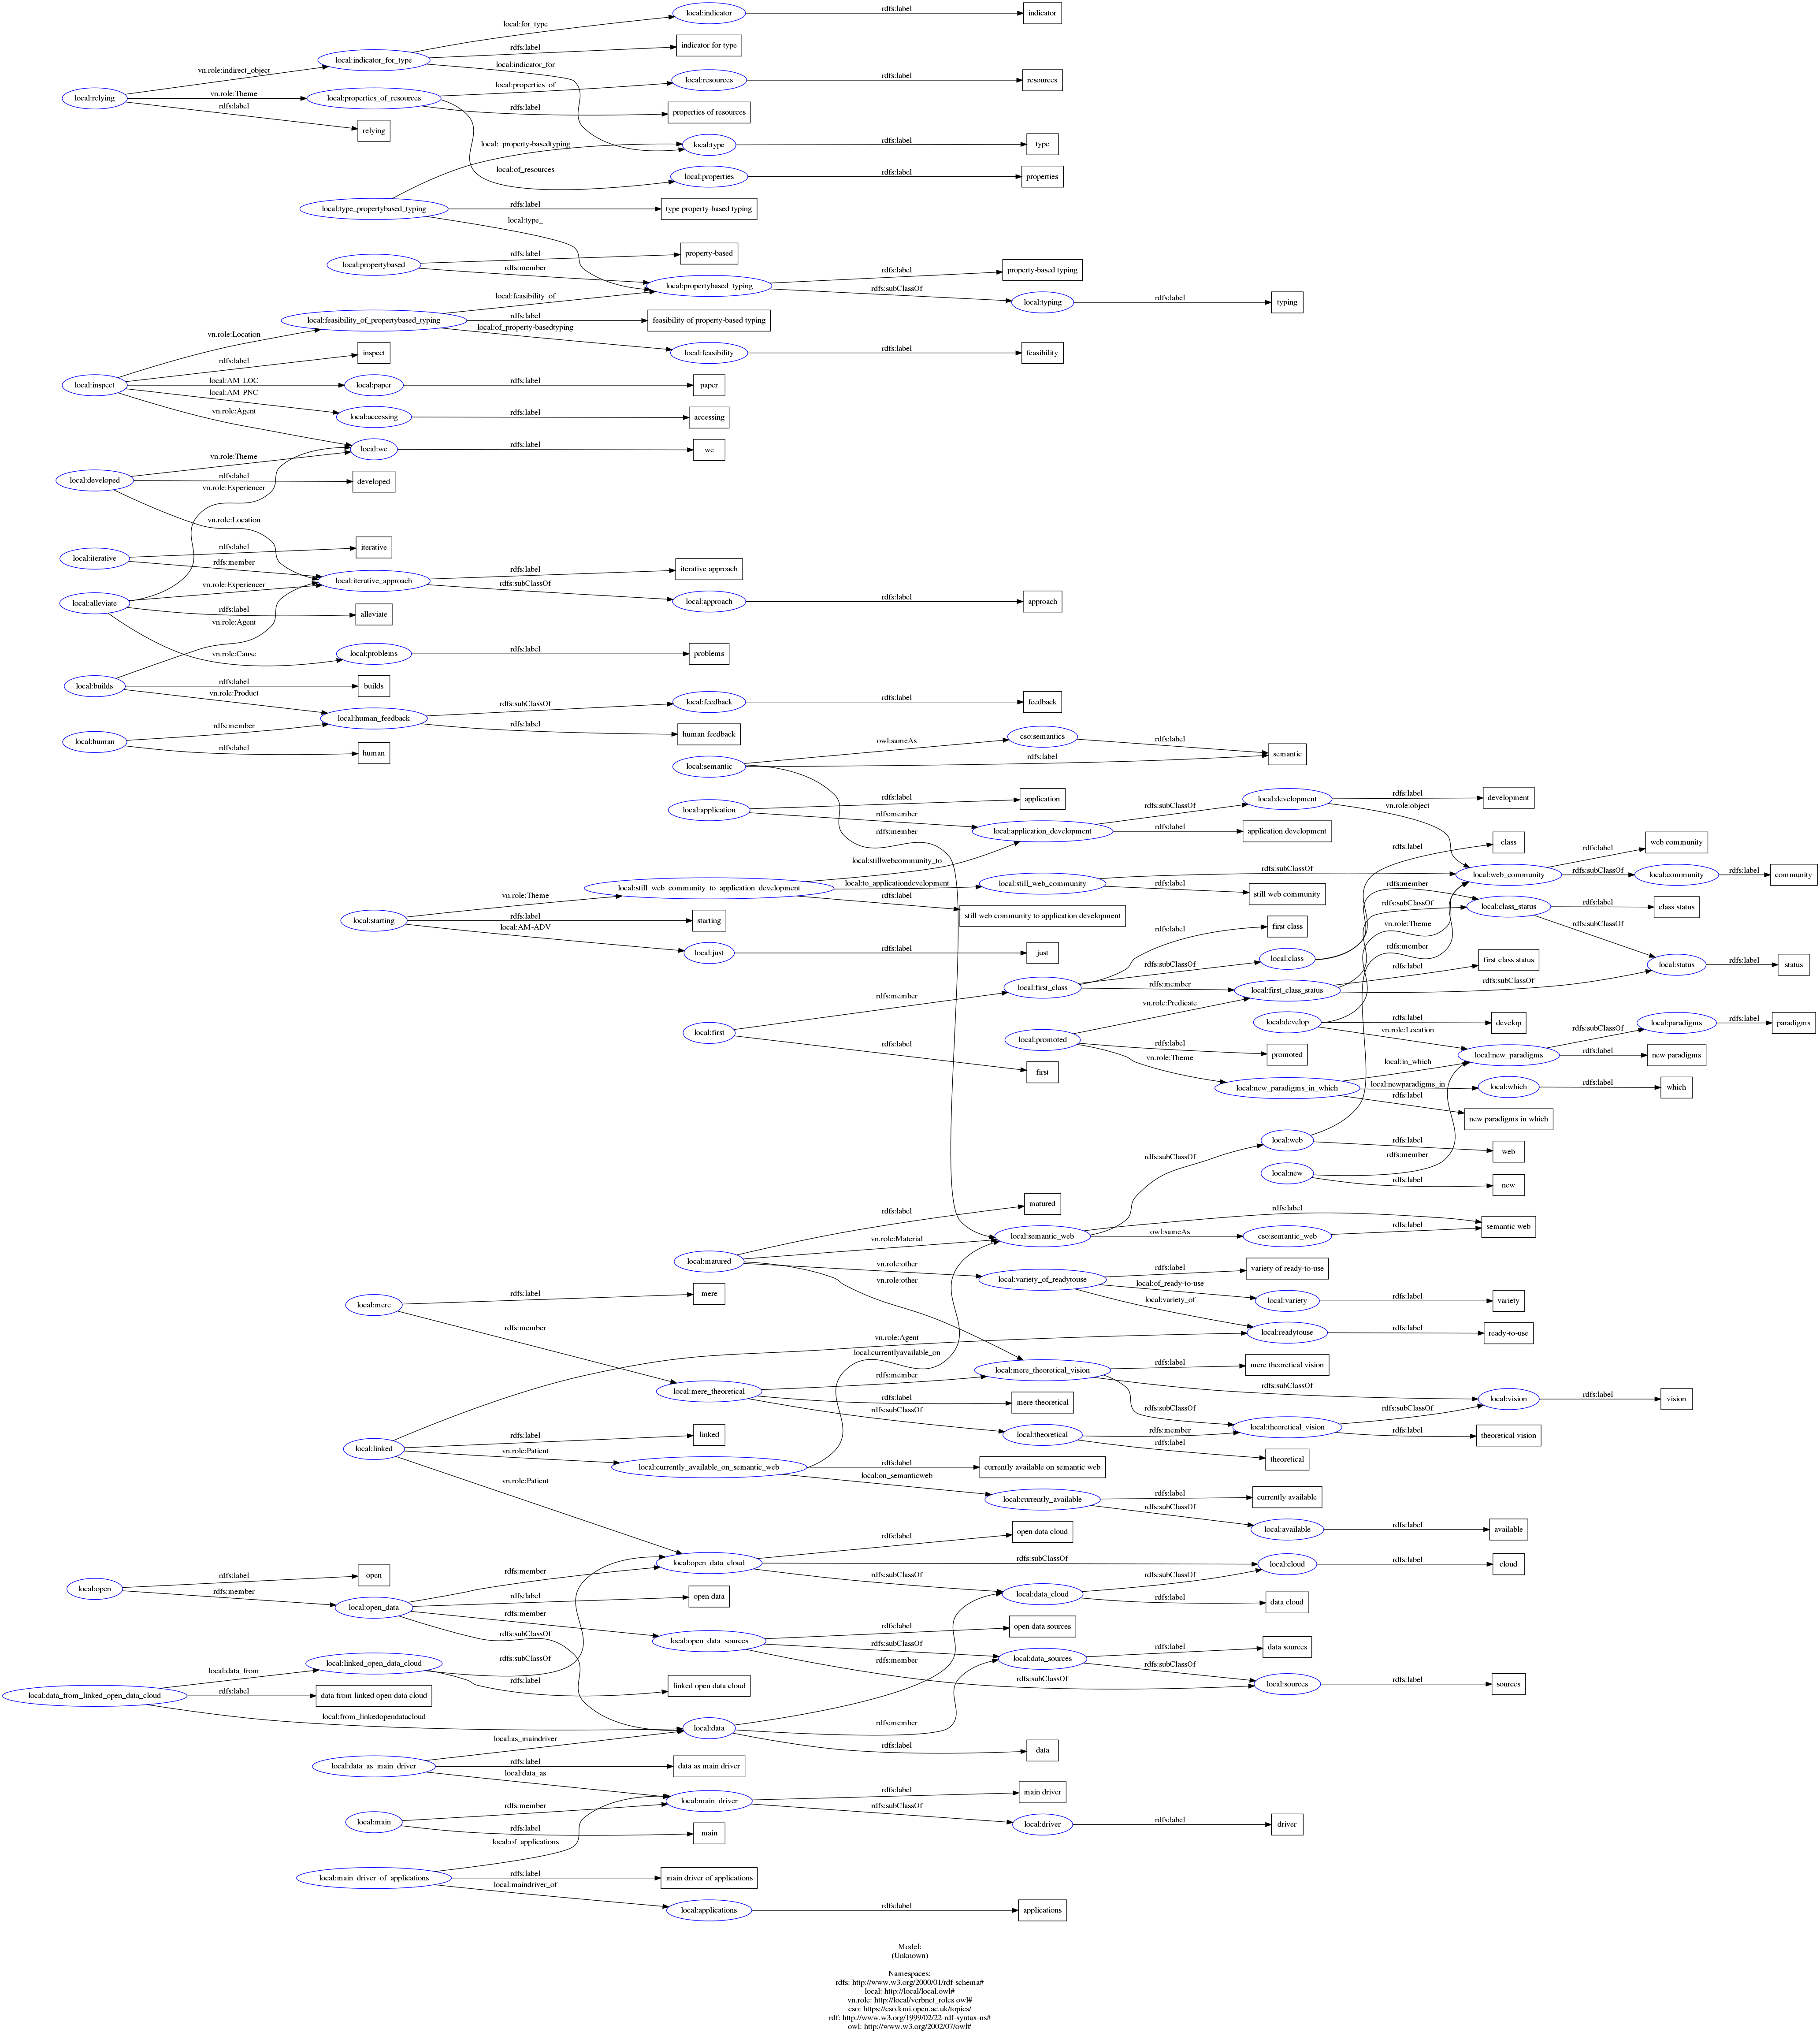 local:indicator
rdfs:label
indicator
local:for_type
rdfs:label
indicator for type
local:indicator_for_type
local:indicator_for
vn.role:indirect_object
local:relying
vn.role:Theme
rdfs:label
relying
local:properties_of_resources
local:properties_of
local:resources
rdfs:label
resources
rdfs:label
properties of resources
local:_property-basedtyping
local:type
rdfs:label
type
local:of_resources
local:properties
rdfs:label
properties
local:type_propertybased_typing
rdfs:label
type property-based typing
local:type_
local:propertybased
rdfs:label
property-based
rdfs:member
local:propertybased_typing
rdfs:label
property-based typing
rdfs:subClassOf
local:typing
rdfs:label
typing
local:feasibility_of
local:feasibility_of_propertybased_typing
rdfs:label
feasibility of property-based typing
local:of_property-basedtyping
local:feasibility
rdfs:label
feasibility
vn.role:Location
rdfs:label
inspect
local:inspect
local:AM-LOC
local:paper
rdfs:label
paper
local:AM-PNC
local:accessing
rdfs:label
accessing
vn.role:Agent
local:we
rdfs:label
we
vn.role:Theme
local:developed
rdfs:label
developed
vn.role:Experiencer
vn.role:Location
local:iterative
rdfs:label
iterative
rdfs:member
local:iterative_approach
rdfs:label
iterative approach
rdfs:subClassOf
local:approach
rdfs:label
approach
vn.role:Experiencer
local:alleviate
rdfs:label
alleviate
vn.role:Agent
vn.role:Cause
local:problems
rdfs:label
problems
local:builds
rdfs:label
builds
vn.role:Product
local:human_feedback
rdfs:subClassOf
local:feedback
rdfs:label
feedback
rdfs:label
human feedback
rdfs:member
local:human
rdfs:label
human
local:semantic
owl:sameAs
cso:semantics
rdfs:label
semantic
rdfs:label
rdfs:member
local:application
rdfs:label
application
rdfs:member
local:application_development
rdfs:subClassOf
local:development
rdfs:label
development
vn.role:object
rdfs:label
application development
local:stillwebcommunity_to
local:still_web_community_to_application_development
local:to_applicationdevelopment
local:still_web_community
rdfs:subClassOf
rdfs:label
still web community
rdfs:label
still web community to application development
vn.role:Theme
local:starting
rdfs:label
starting
local:AM-ADV
local:just
rdfs:label
just
rdfs:label
class
local:web_community
rdfs:label
web community
rdfs:subClassOf
local:community
rdfs:label
community
rdfs:member
rdfs:subClassOf
local:class_status
rdfs:label
class status
rdfs:subClassOf
rdfs:label
first class
vn.role:Theme
rdfs:member
local:class
rdfs:subClassOf
rdfs:label
first class status
rdfs:subClassOf
local:status
rdfs:label
status
local:first_class
rdfs:member
local:first_class_status
rdfs:member
local:first
rdfs:label
first
vn.role:Predicate
local:promoted
rdfs:label
promoted
vn.role:Theme
local:develop
rdfs:label
develop
vn.role:Location
local:new_paradigms
rdfs:subClassOf
local:paradigms
rdfs:label
paradigms
rdfs:label
new paradigms
local:in_which
local:new_paradigms_in_which
local:newparadigms_in
local:which
rdfs:label
which
rdfs:label
new paradigms in which
local:web
rdfs:label
web
rdfs:member
local:new
rdfs:label
new
rdfs:subClassOf
rdfs:label
matured
local:matured
vn.role:Material
local:semantic_web
rdfs:label
semantic web
owl:sameAs
cso:semantic_web
rdfs:label
vn.role:other
vn.role:other
local:variety_of_readytouse
rdfs:label
variety of ready-to-use
local:of_ready-to-use
local:variety
rdfs:label
variety
local:variety_of
local:readytouse
rdfs:label
ready-to-use
local:mere
rdfs:label
mere
rdfs:member
vn.role:Agent
local:currentlyavailable_on
local:mere_theoretical
rdfs:member
local:mere_theoretical_vision
rdfs:label
mere theoretical vision
rdfs:subClassOf
local:vision
rdfs:label
vision
rdfs:label
mere theoretical
rdfs:subClassOf
local:theoretical
rdfs:subClassOf
rdfs:member
local:theoretical_vision
rdfs:subClassOf
rdfs:label
theoretical vision
rdfs:label
theoretical
local:linked
rdfs:label
linked
vn.role:Patient
local:currently_available_on_semantic_web
rdfs:label
currently available on semantic web
local:on_semanticweb
local:currently_available
rdfs:label
currently available
rdfs:subClassOf
local:available
rdfs:label
available
vn.role:Patient
local:open_data_cloud
rdfs:label
open data cloud
rdfs:subClassOf
local:cloud
rdfs:label
cloud
rdfs:subClassOf
local:data_cloud
rdfs:subClassOf
rdfs:label
data cloud
local:open
rdfs:label
open
rdfs:member
local:open_data
rdfs:member
rdfs:label
open data
rdfs:member
local:open_data_sources
rdfs:label
open data sources
rdfs:subClassOf
local:data_sources
rdfs:label
data sources
rdfs:subClassOf
local:sources
rdfs:label
sources
rdfs:member
rdfs:subClassOf
rdfs:subClassOf
local:data_from
local:linked_open_data_cloud
rdfs:subClassOf
rdfs:label
linked open data cloud
local:data_from_linked_open_data_cloud
rdfs:label
data from linked open data cloud
local:from_linkedopendatacloud
local:data
rdfs:member
rdfs:label
data
local:as_maindriver
local:data_as_main_driver
rdfs:label
data as main driver
local:data_as
local:main_driver
rdfs:label
main driver
rdfs:subClassOf
local:driver
rdfs:label
driver
local:main
rdfs:member
rdfs:label
main
local:of_applications
local:main_driver_of_applications
rdfs:label
main driver of applications
local:maindriver_of
local:applications
rdfs:label
applications
Model:
(Unknown)
Namespaces:
rdfs: http://www.w3.org/2000/01/rdf-schema#
local: http://local/local.owl#
vn.role: http://local/verbnet_roles.owl#
cso: https://cso.kmi.open.ac.uk/topics/
rdf: http://www.w3.org/1999/02/22-rdf-syntax-ns#
owl: http://www.w3.org/2002/07/owl#